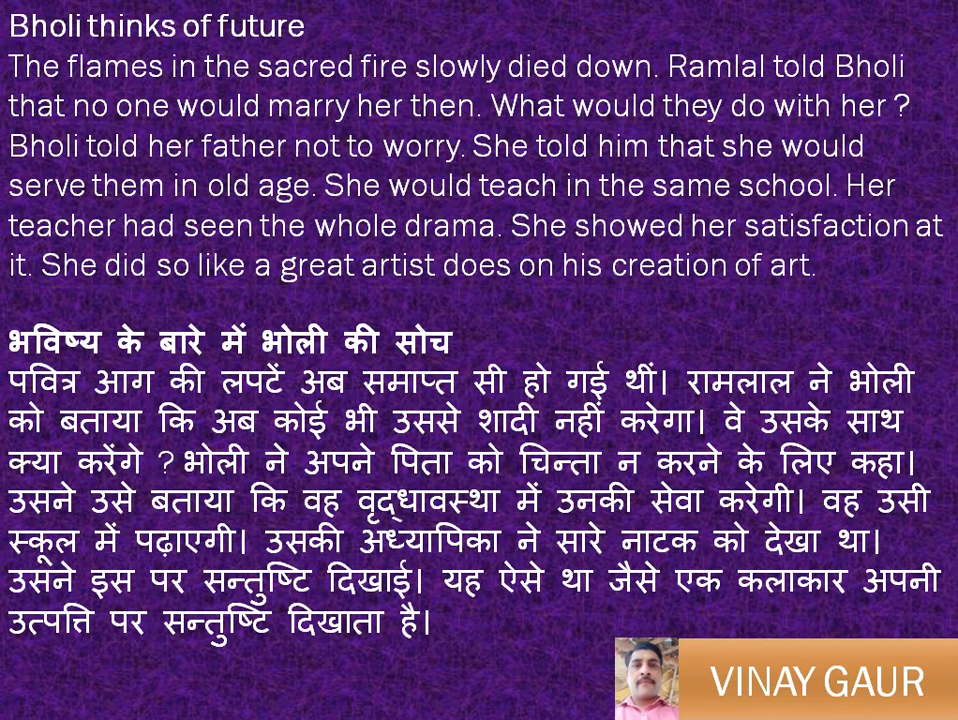 Bholi thinks of future
The flames in the sacred fire slowly died down. Ramlal told Bholi
that no one would marry her then. What would they do with her ?
Bholi told her father not to worry. She told him that she would
serve them in old age. She would teach in the same school. Her
teacher had seen the whole drama. She showed her satisfaction at
it. She did so like a great artist does on his creation of art.
भविष्य के बारे में भोली की सोच
पवित्र आग की लपटें अब समाप्त सी हो गई थीं। रामलाल ने भोली
को बताया कि अब कोई भी उससे शादी नहीं करेगा। वे उसके साथ
क्या करेंगे ? भोली ने अपने पिता को चिन्ता न करने के लिए कहा।
उसने उसे बताया कि वह वृद्धावस्था में उनकी सेवा करेगी। वह उसी
स्कूल में पढ़ाएगी। उसकी अध्यापिका ने सारे नाटक को देखा था।
उसने इस पर सन्तुष्टि दिखाई। यह ऐसे था जैसे एक कलाकार अपनी
उत्पत्ति पर सन्तुष्टि दिखाता है।
VINAY GAUR